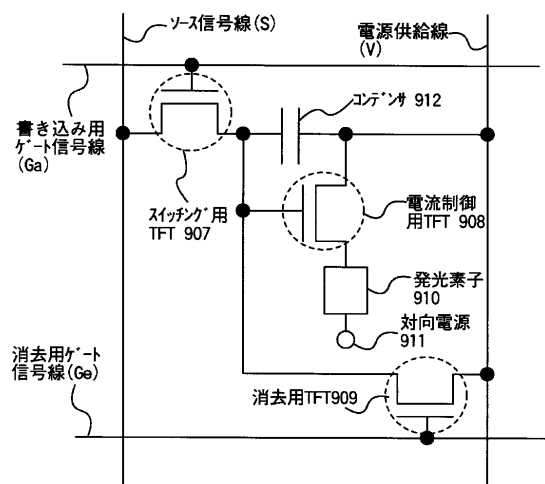 ソース信号線(S)
電源供給線
(V)
コンデンサ 912
書き込み用
ゲート信号線
(Ga)
スイッチング用
TFT 907
電流制御
用TFT 908
発光素子
910
対向電源
911
消去用ゲート
信号線(Ge)
消去用TFT909